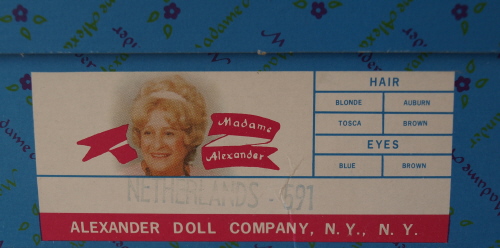 Madame
Alexander
HAIR
BLONDE AUBURN
TOSCA BROWN
EYES
BLUE BROWN
NETHERLANDS - 591
ALEXANDER DOLL COMPANY, N.Y., N.Y.